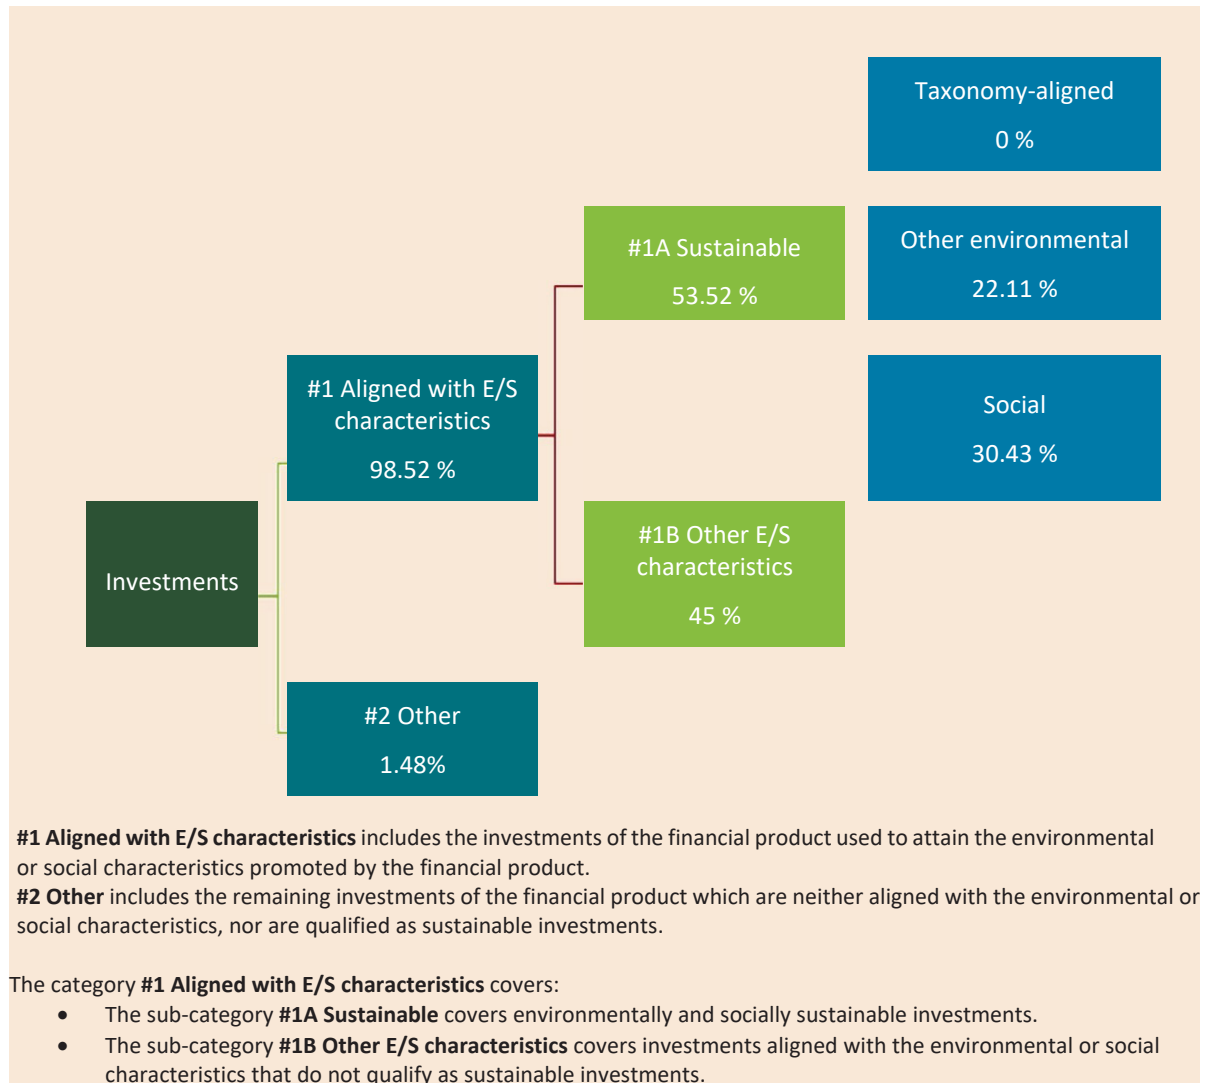 Taxonomy-aligned
0 %
#1A Sustainable
53.52 %
Other environmental
22.11 %
#1 Aligned with E/S
characteristics
98.52 %
Social
30.43 %
Investments
#1B Other E/S
characteristics
45 %
#2 Other
1.48%
#1 Aligned with E/S characteristics includes the investments of the financial product used to attain the environmental
or social characteristics promoted by the financial product.
#2 Other includes the remaining investments of the financial product which are neither aligned with the environmental or
social characteristics, nor are qualified as sustainable investments.
The category #1 Aligned with E/S characteristics covers:
• The sub-category #1A Sustainable covers environmentally and socially sustainable investments.
• The sub-category #1B Other E/S characteristics covers investments aligned with the environmental or social
characteristics that do not qualify as sustainable investments.